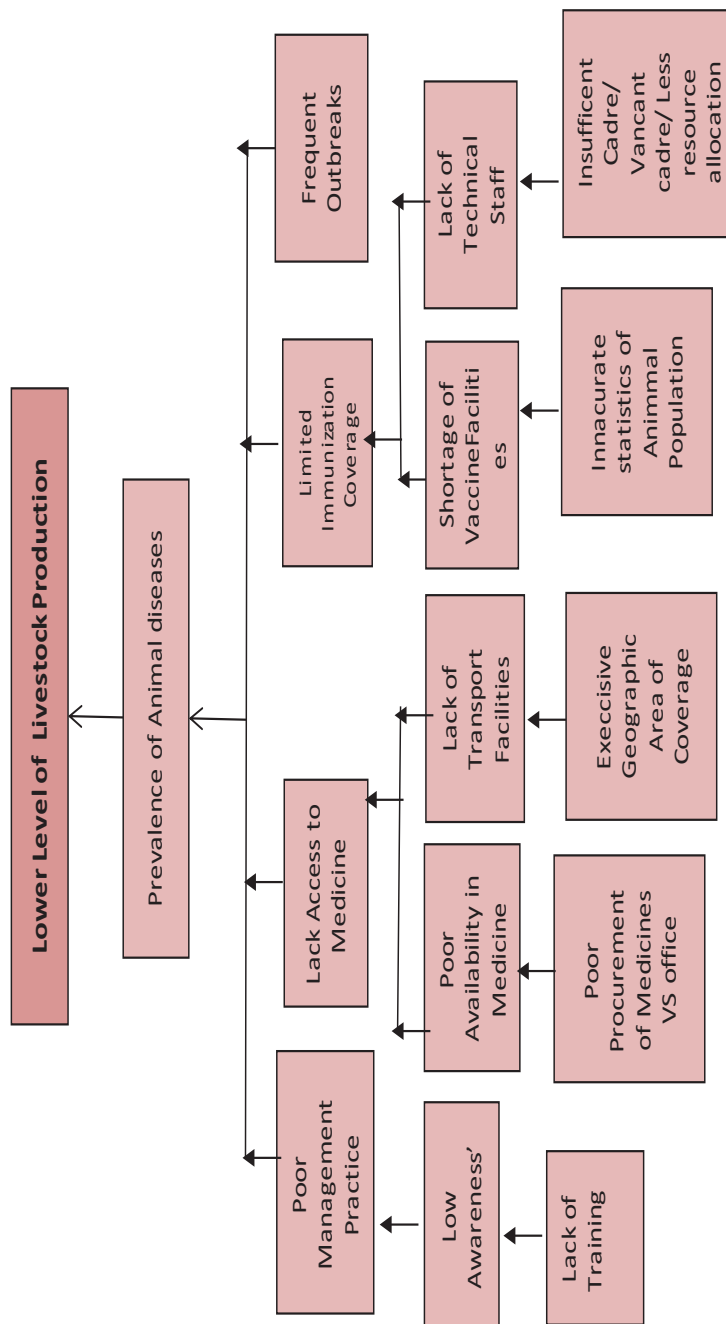 Lower Level of Livestock Production
Prevalence of Animal diseases
Poor
Management
Practice
Lack Access to
Medicine
Limited
Immunization
Coverage
Frequent
Outbreaks
Low
Awareness’
Poor
Availability in
Medicine
Lack of
Transport
Facilities
Shortage of
VaccineFaciliti
es
Lack of
Technical
Staff
Lack of
Training
Poor
Procurement
of Medicines
VS office
Execcisive
Geographic
Area of
Coverage
Innacurate
statistics of
Animmal
Population
Insufficent
Cadre/
Vancant
cadre/ Less
resource
allocation